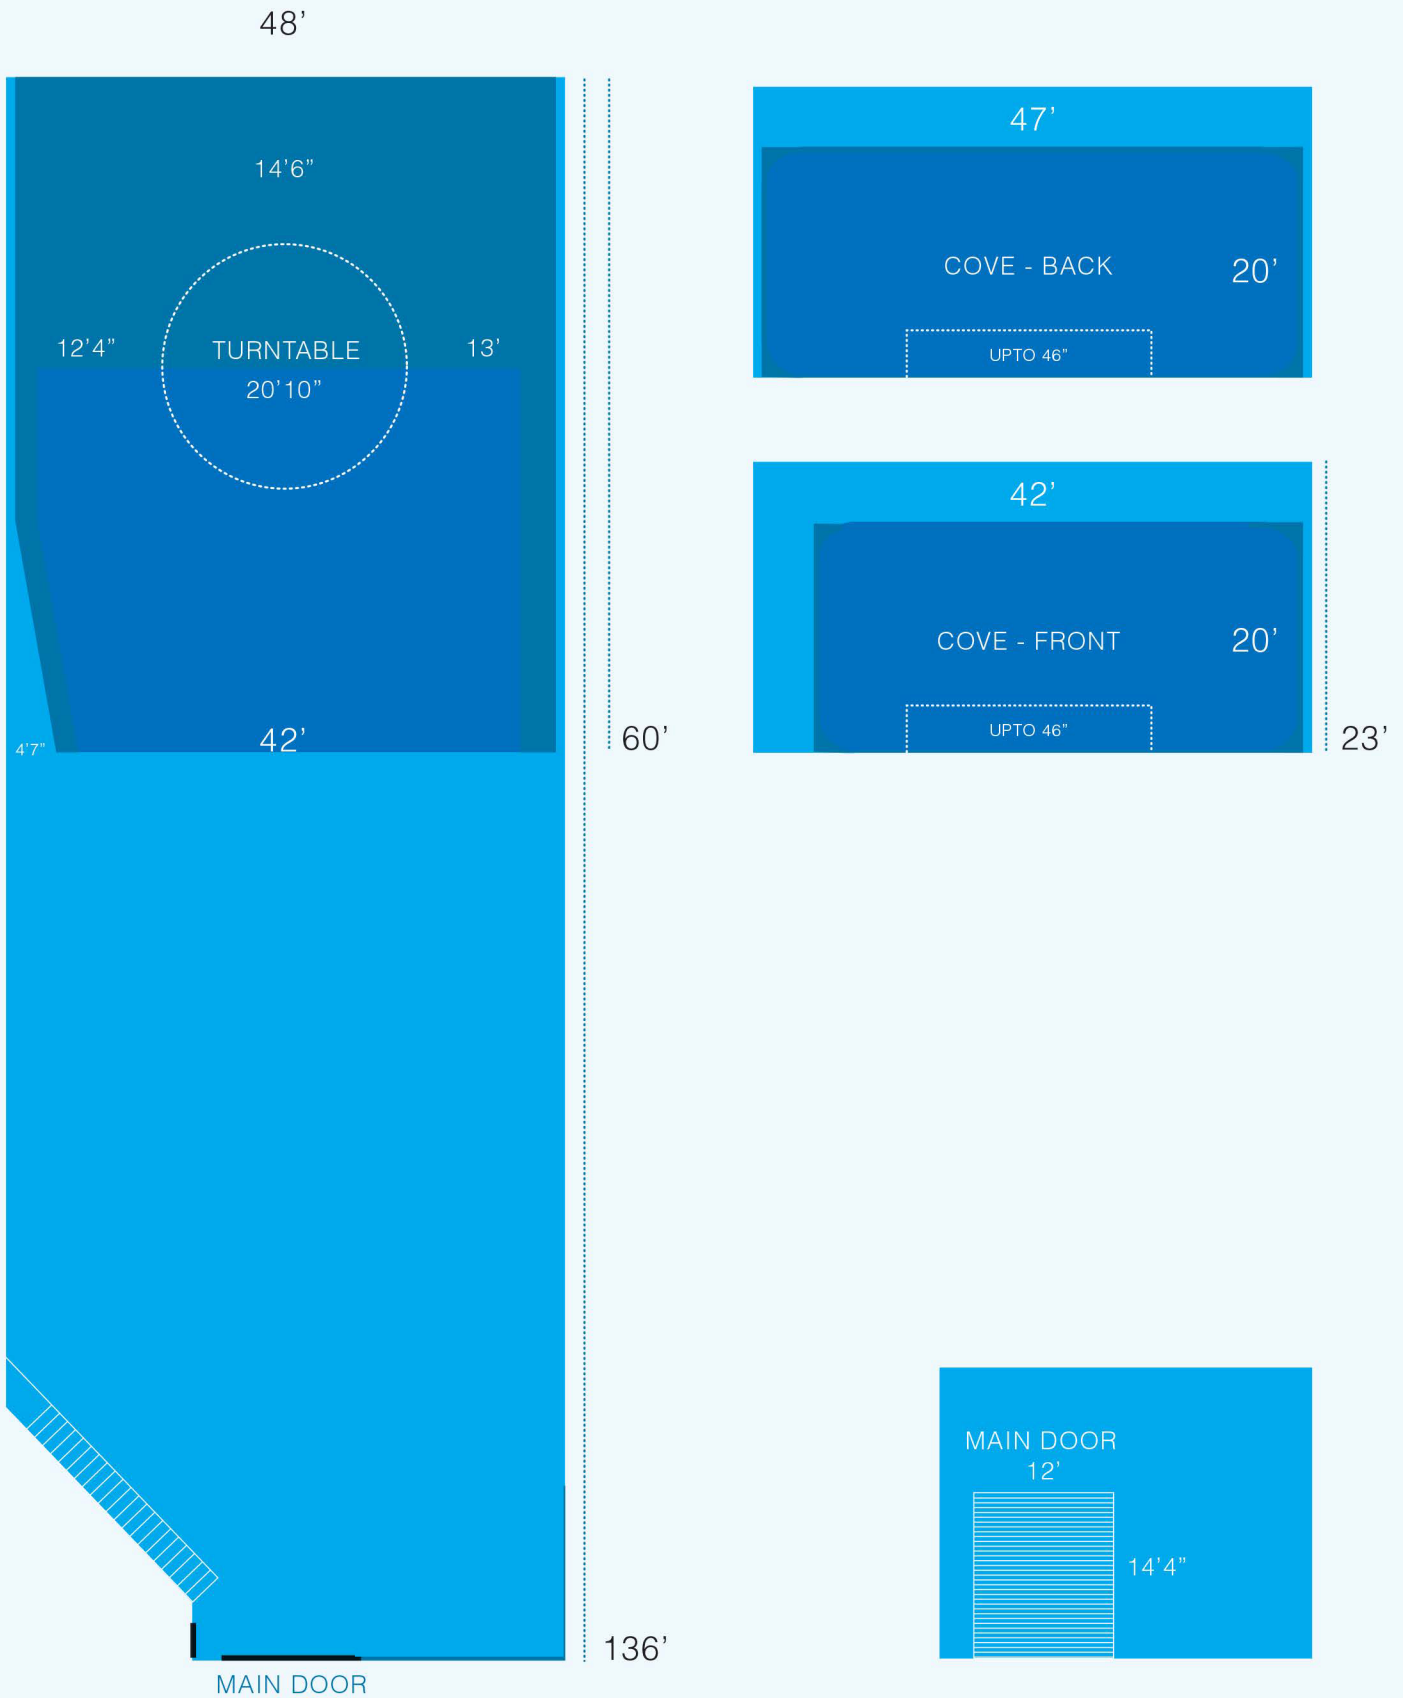 48’
14’6”
12’4”
TURNTABLE
13’
20’10”
42’
4’7”
60’
47’
COVE - BACK
20’
UPTO 46”
42’
COVE - FRONT
20’
UPTO 46”
23’
136’
MAIN DOOR
MAIN DOOR
12’
14’4”